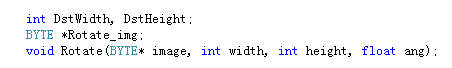 int DstWidth, DstHeight;
BYTE *Rotate_img;
void Rotate(BYTE* image, int width, int height, float ang);